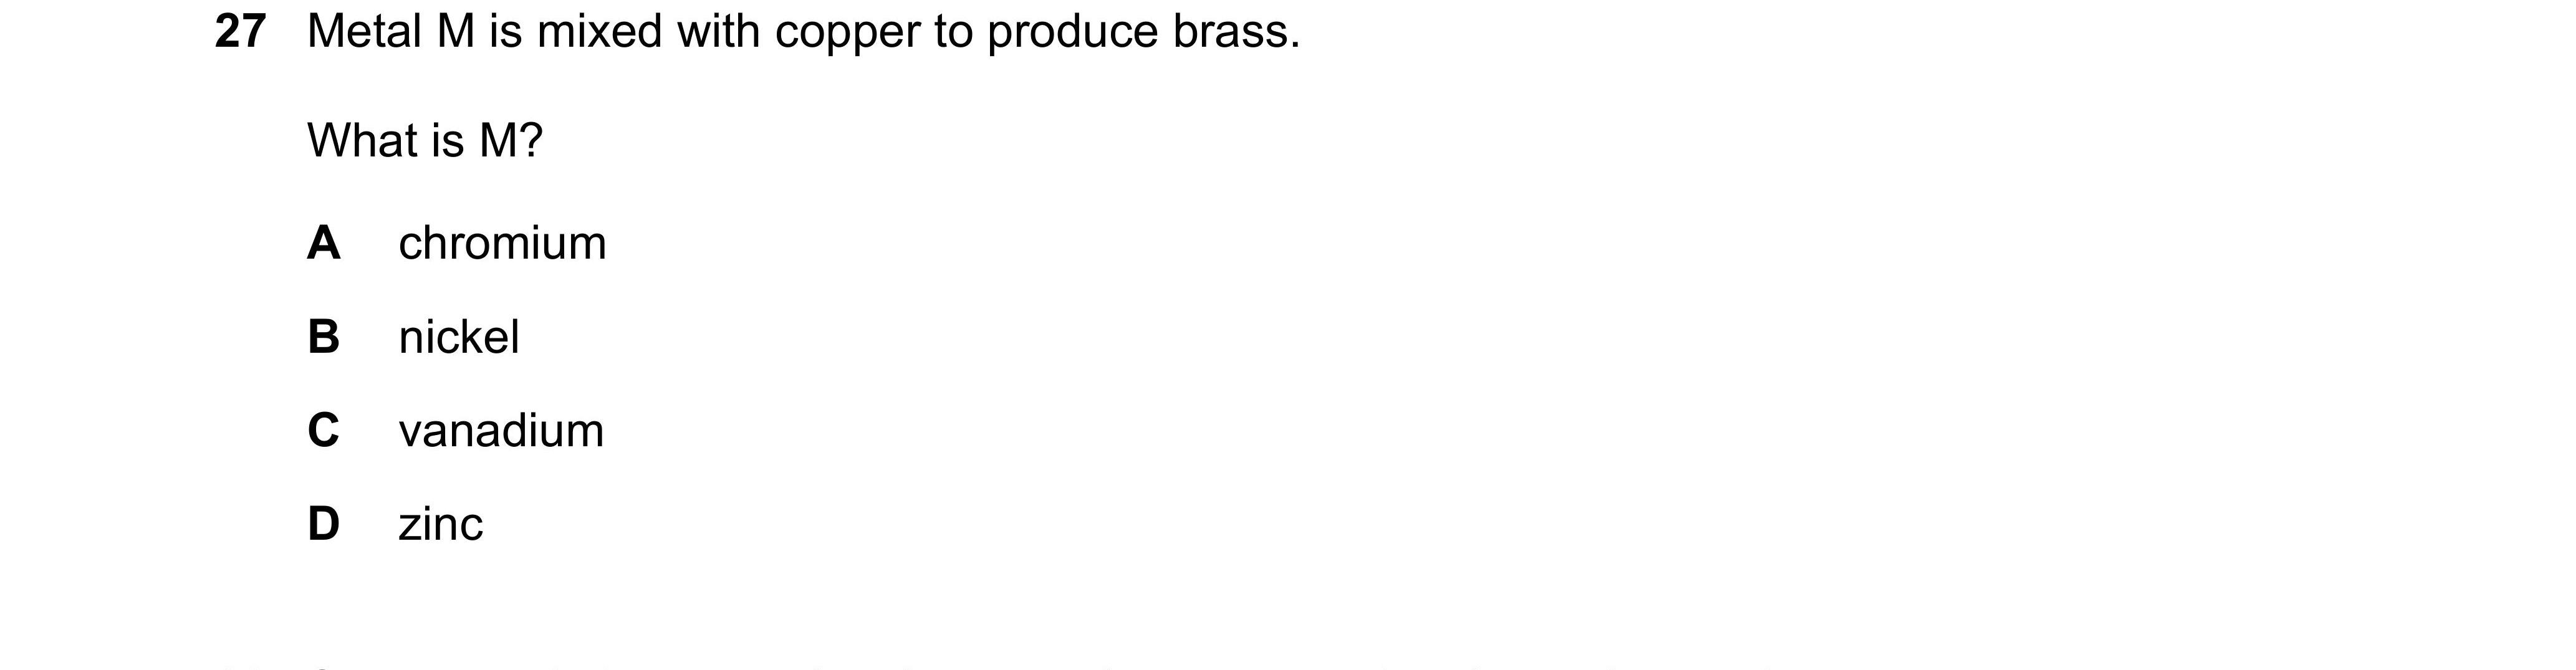 27 Metal M is mixed with copper to produce brass.
What is M?
A chromium
B nickel
C vanadium
D zinc